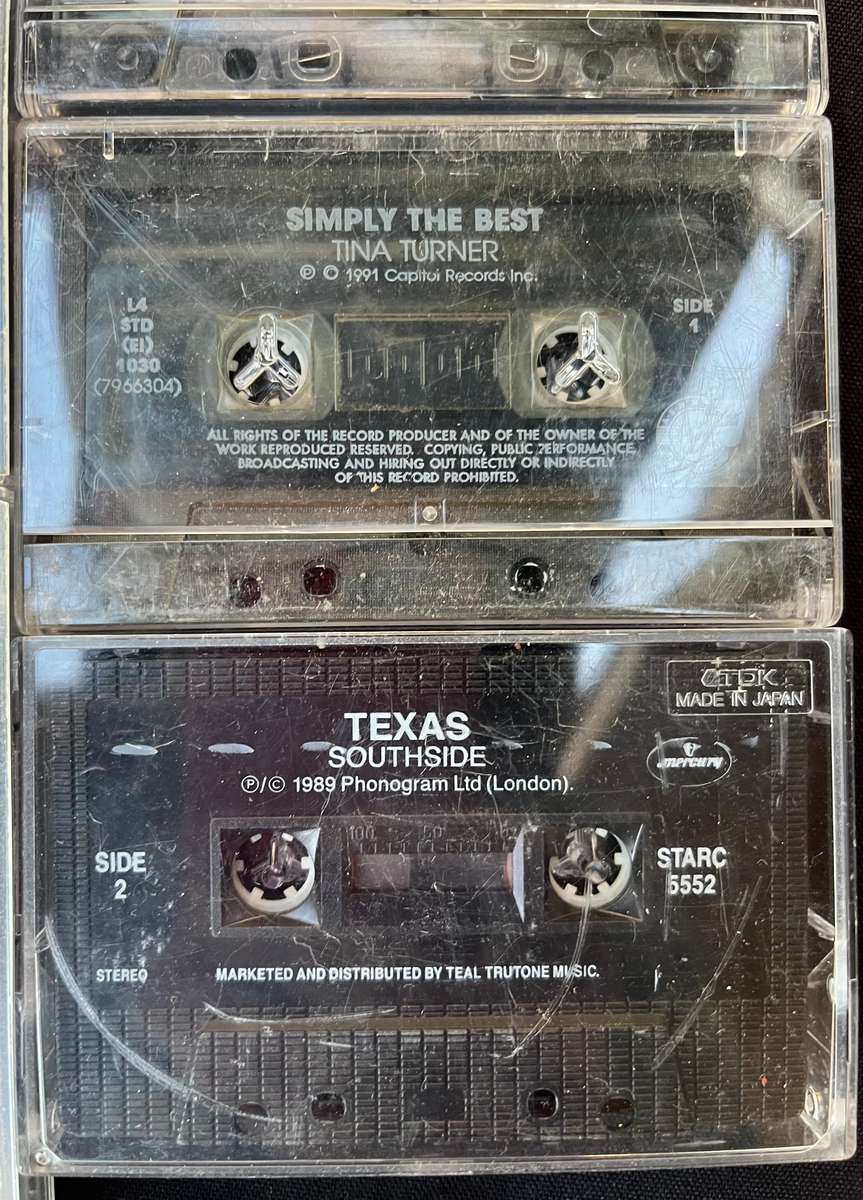 SIMPLY THE BEST
TINA TURNER
℗ © 1991 Capitol Records Inc.
L4
STD
(EI)
1030
(7966304)
SIDE
1
ALL RIGHTS OF THE RECORD PRODUCER AND OF THE OWNER OF THE
WORK REPRODUCED RESERVED. COPYING, PUBLIC PERFORMANCE,
BROADCASTING AND HIRING OUT DIRECTLY OR INDIRECTLY
OF THIS RECORD PROHIBITED.
TDK
MADE IN JAPAN
TEXAS
SOUTHSIDE
℗/© 1989 Phonogram Ltd (London).
mercury
100 50
SIDE
2
STARC
5552
STEREO
MARKETED AND DISTRIBUTED BY TEAL TRUTONE MUSIC.